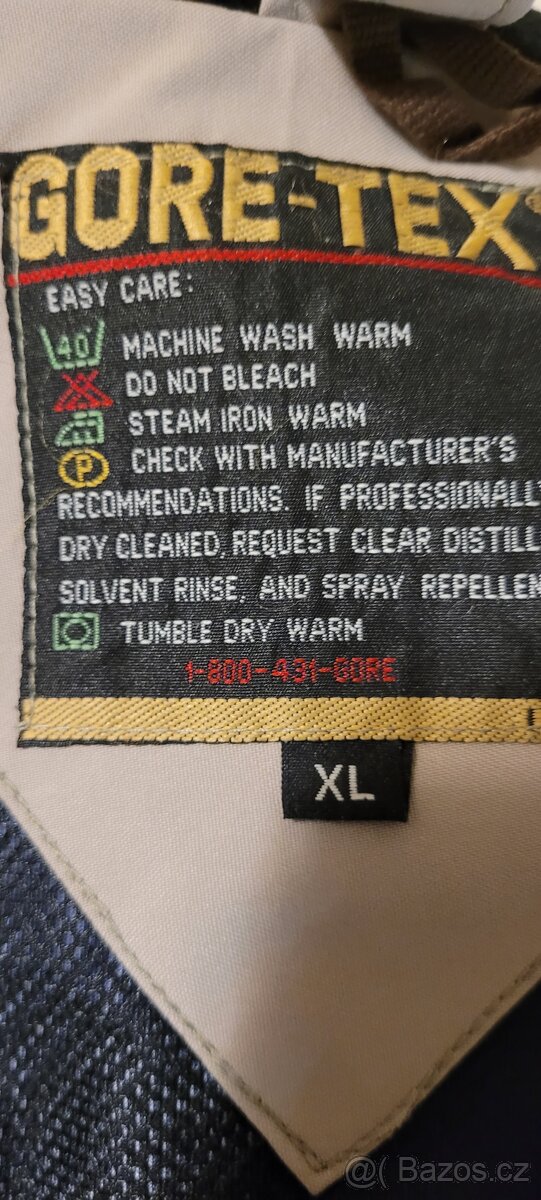 GORE-TEX
EASY CARE:
40° MACHINE WASH WARM
DO NOT BLEACH
STEAM IRON WARM
P CHECK WITH MANUFACTURER'S
RECOMMENDATIONS. IF PROFESSIONALL
DRY CLEANED, REQUEST CLEAR DISTILL
SOLVENT RINSE, AND SPRAY REPELLEN
TUMBLE DRY WARM
1-800-431-GORE
XL
@( Bazoš.cz